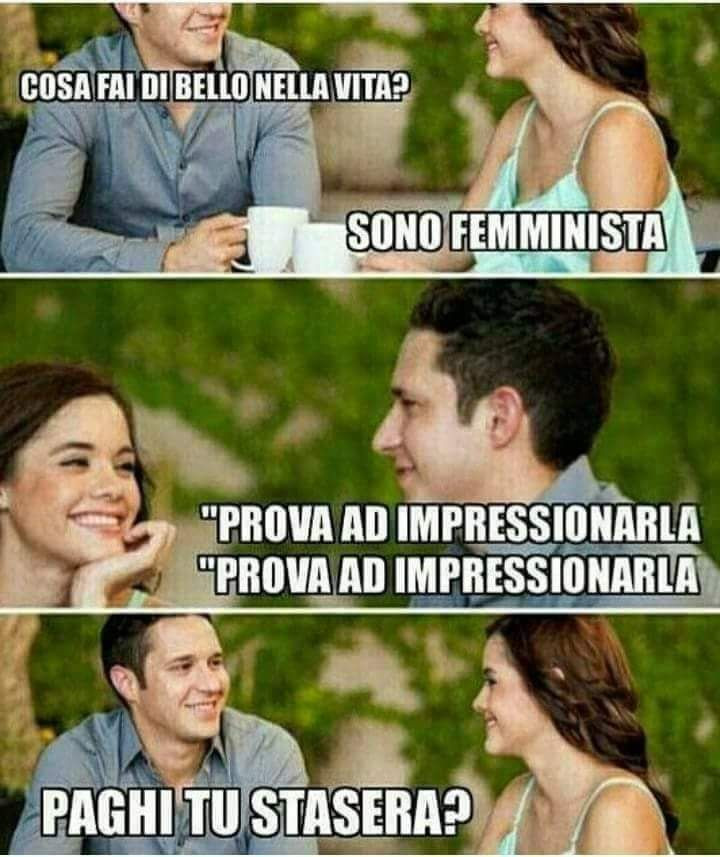 COSA FAI DI BELLO NELLA VITA?
SONO FEMMINISTA
"PROVA AD IMPRESSIONARLA
"PROVA AD IMPRESSIONARLA
PAGHI TU STASERA?